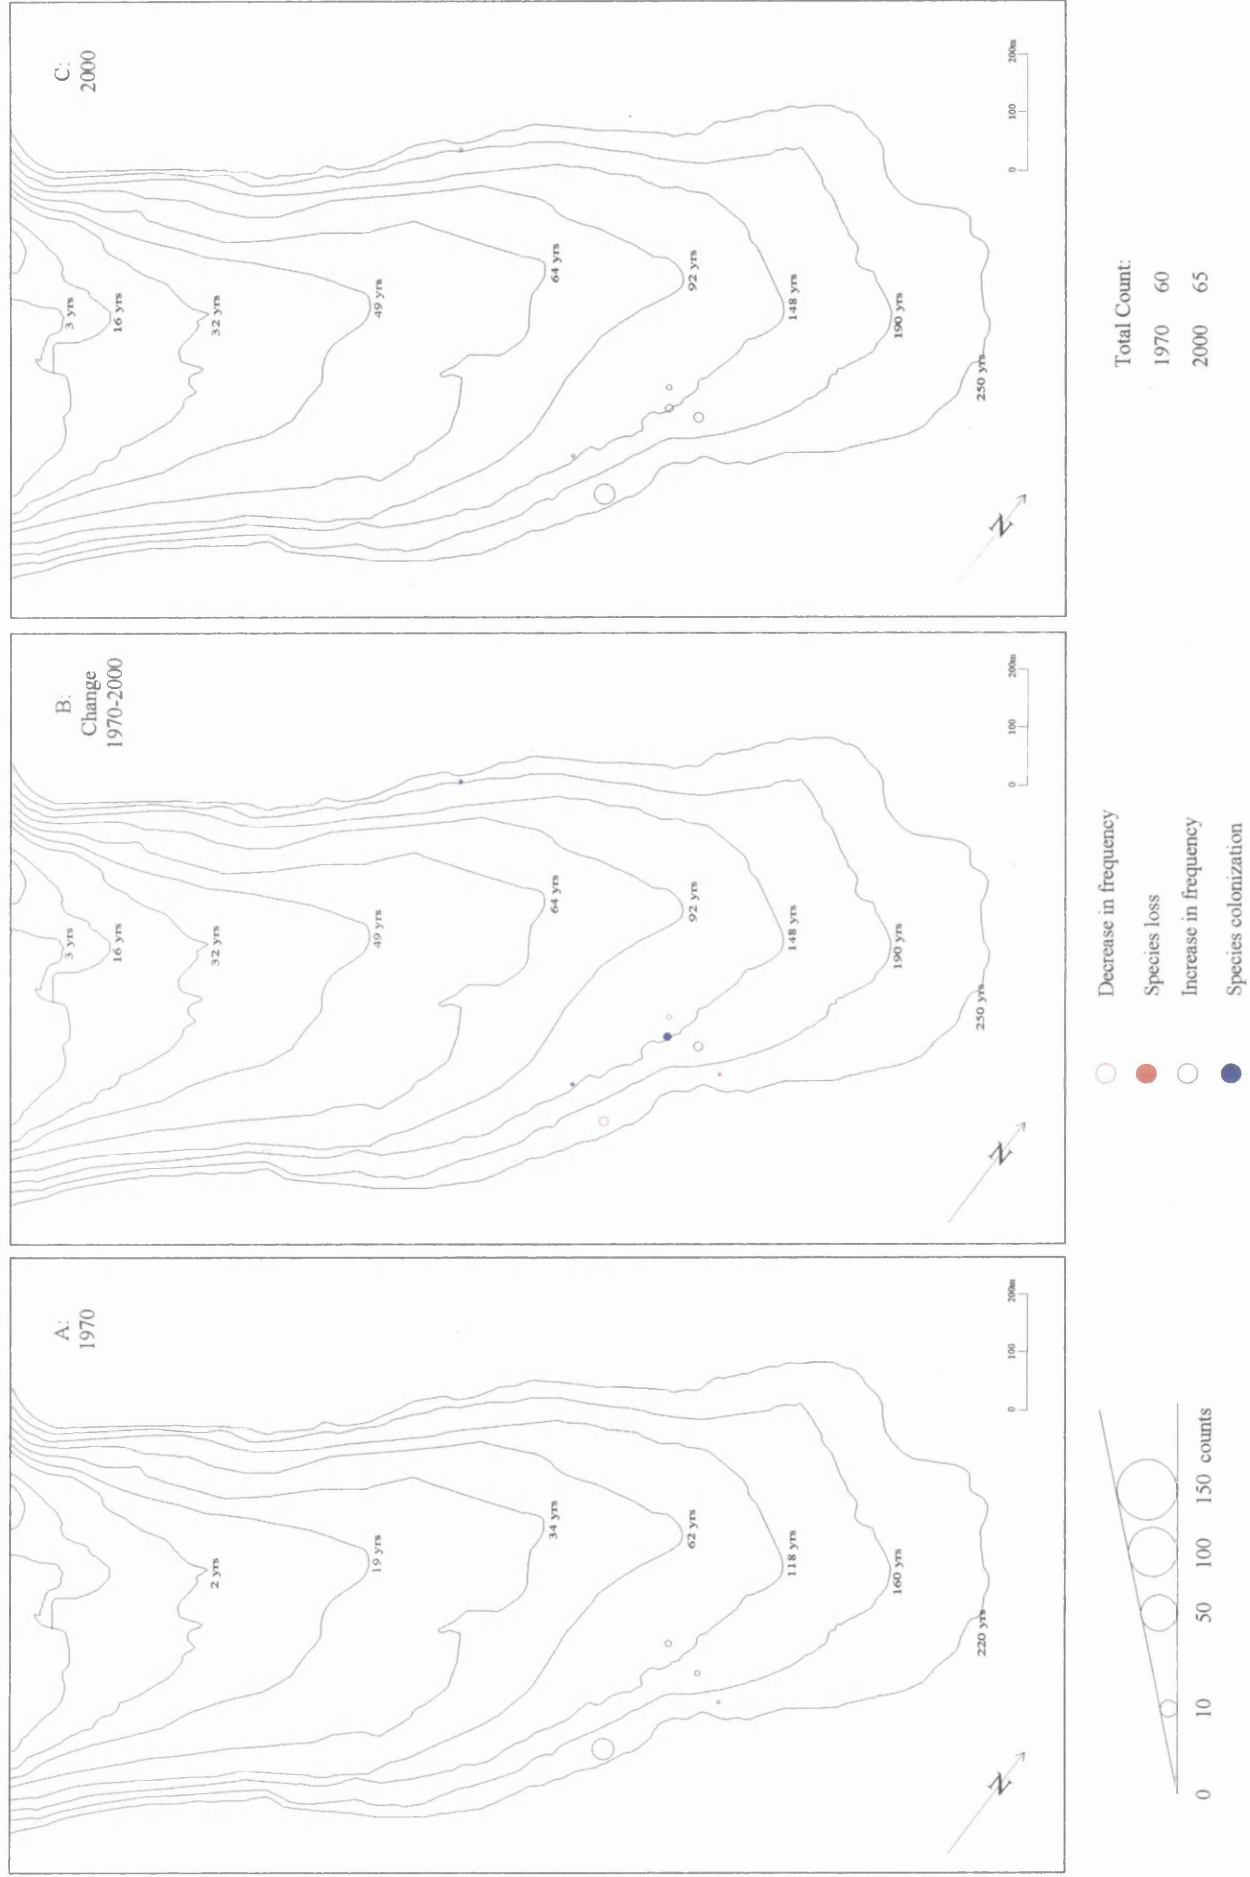 A:
1970
2 yrs
19 yrs
34 yrs
62 yrs
118 yrs
160 yrs
220 yrs
N
0 100 200m
B:
Change
1970-2000
3 yrs
16 yrs
32 yrs
49 yrs
64 yrs
92 yrs
148 yrs
190 yrs
250 yrs
N
0 100 200m
C:
2000
3 yrs
16 yrs
32 yrs
49 yrs
64 yrs
92 yrs
148 yrs
190 yrs
250 yrs
N
0 100 200m
0 10 50 100 150 counts
Decrease in frequency
Species loss
Increase in frequency
Species colonization
Total Count:
1970 60
2000 65